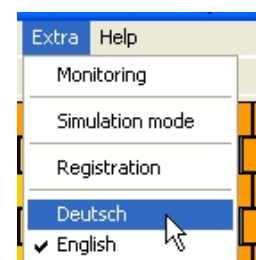 Extra Help
Monitoring
Simulation mode
Registration
Deutsch
English